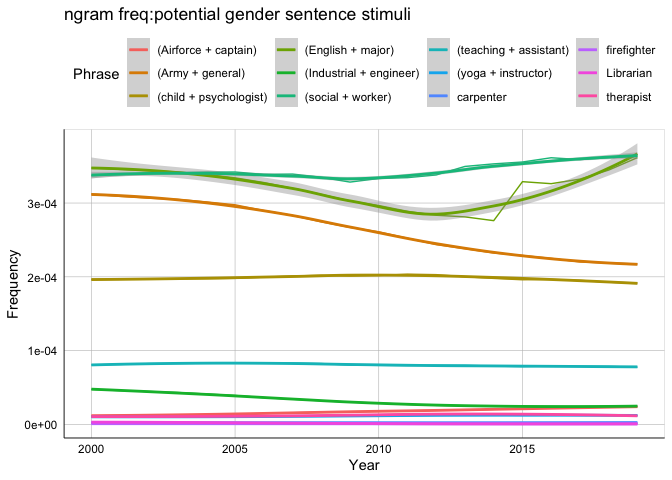 ngram freq:potential gender sentence stimuli
Phrase
(Airforce + captain)
(Army + general)
(child + psychologist)
(English + major)
(Industrial + engineer)
(social + worker)
(teaching + assistant)
(yoga + instructor)
carpenter
firefighter
Librarian
therapist
Frequency
3e-04
2e-04
1e-04
0e+00
2000
2005
2010
2015
Year